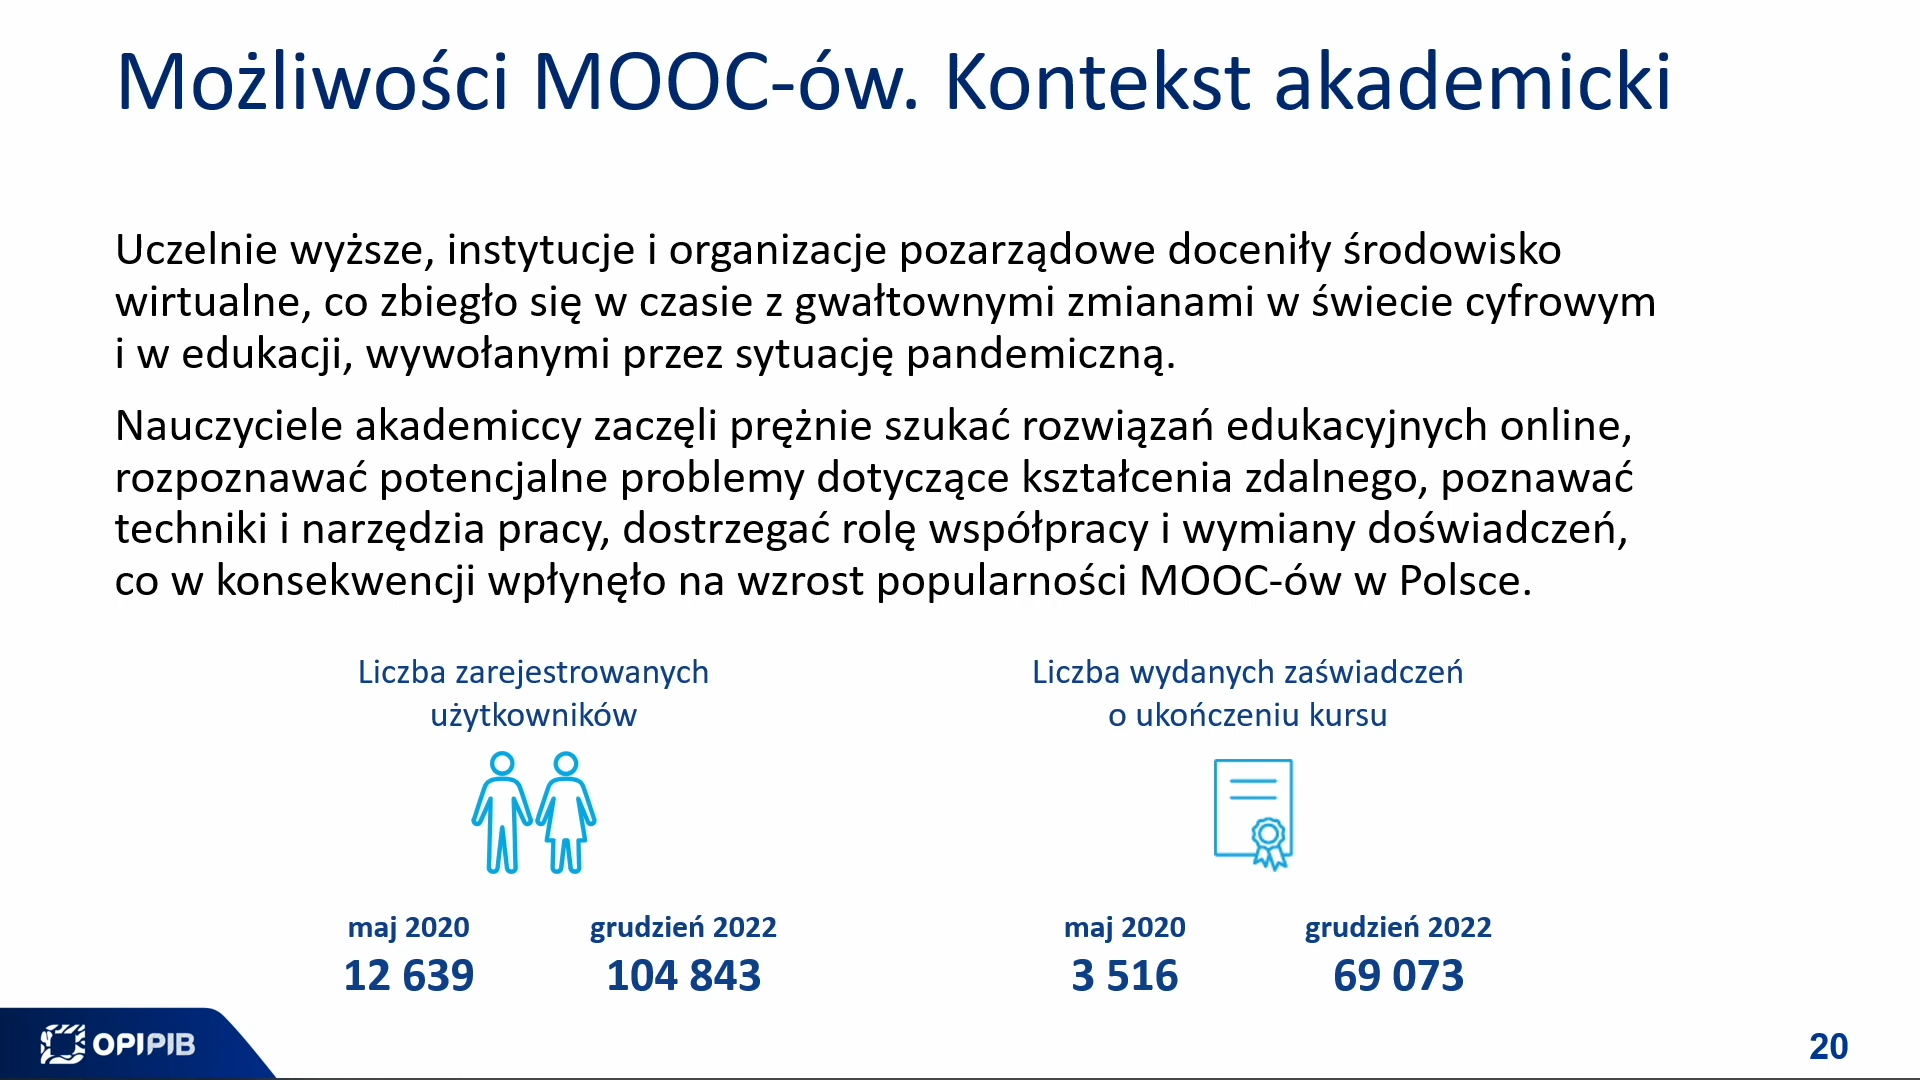 Możliwości MOOC-ów. Kontekst akademicki
Uczelnie wyższe, instytucje i organizacje pozarządowe doceniły środowisko
wirtualne, co zbiegło się w czasie z gwałtownymi zmianami w świecie cyfrowym
i w edukacji, wywołanymi przez sytuację pandemiczną.
Nauczyciele akademiccy zaczęli prężnie szukać rozwiązań edukacyjnych online,
rozpoznawać potencjalne problemy dotyczące kształcenia zdalnego, poznawać
techniki i narzędzia pracy, dostrzegać rolę współpracy i wymiany doświadczeń,
co w konsekwencji wpłynęło na wzrost popularności MOOC-ów w Polsce.
Liczba zarejestrowanych
użytkowników
maj 2020
12 639
grudzień 2022
104 843
Liczba wydanych zaświadczeń
o ukończeniu kursu
maj 2020
3 516
grudzień 2022
69 073
OPIPIB
20